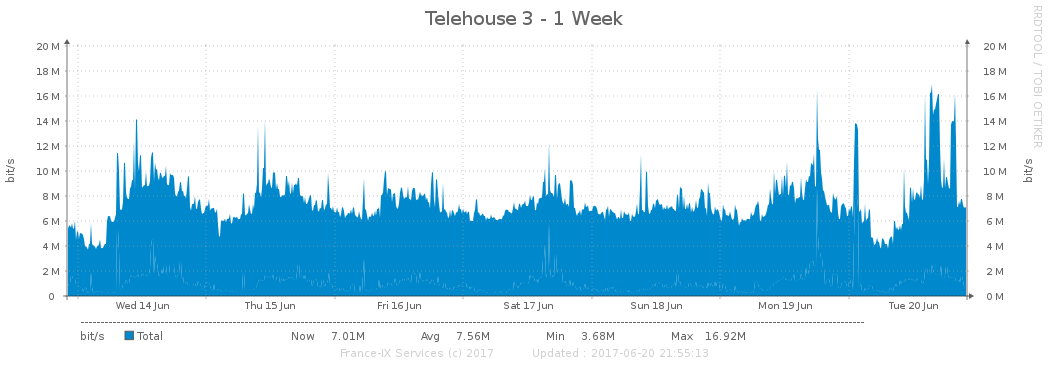 Telehouse 3 - 1 Week
RRDTOOL / TOBI OETIKER
20 M 20 M
18 M 18 M
16 M 16 M
14 M 14 M
12 M 12 M
10 M 10 M
8 M 8 M
6 M 6 M
4 M 4 M
2 M 2 M
0 0 M
bit/s bit/s
Wed 14 Jun Thu 15 Jun Fri 16 Jun Sat 17 Jun Sun 18 Jun Mon 19 Jun Tue 20 Jun
bit/s Total Now 7.01M Avg 7.56M Min 3.68M Max 16.92M
France-IX Services (c) 2017 Updated : 2017-06-20 21:55:13